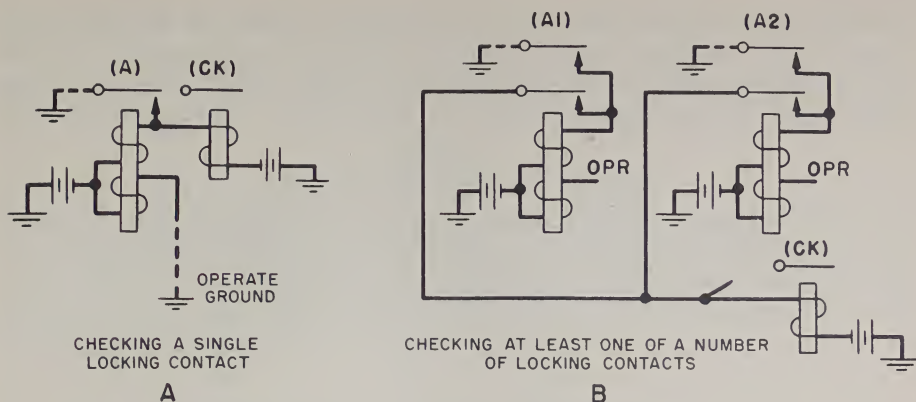 (A) (CK)
OPERATE
GROUND
CHECKING A SINGLE
LOCKING CONTACT
A
(A1) (A2)
OPR OPR
(CK)
CHECKING AT LEAST ONE OF A NUMBER
OF LOCKING CONTACTS
B